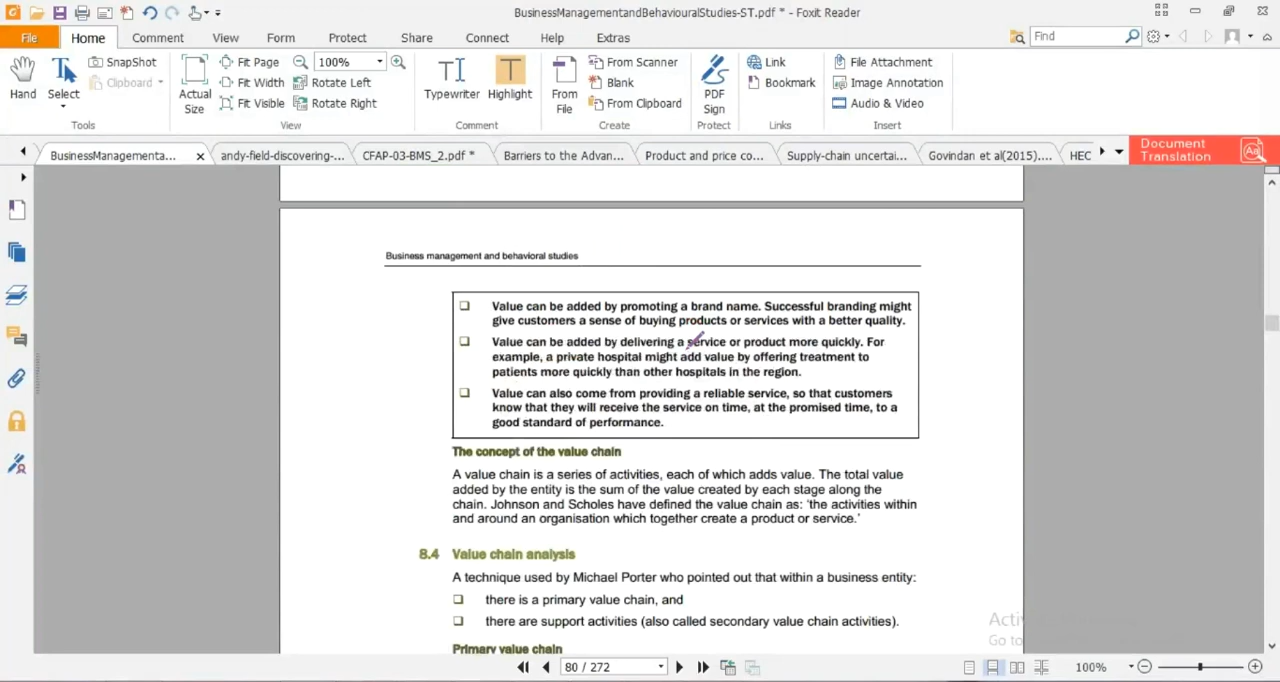 BusinessManagementandBehaviouralStudies-ST.pdf * - Foxit Reader
File Home Comment View Form Protect Share Connect Help Extras Find
SnapShot Fit Page 100% From Scanner Link File Attachment
Clipboard Fit Width Rotate Left Blank Bookmark Image Annotation
Hand Select Actual Size Fit Visible Rotate Right Typewriter Highlight From File From Clipboard PDF Sign Audio & Video
Tools View Comment Create Protect Links Insert
BusinessManagementa... andy-field-discovering-... CFAP-03-BMS_2.pdf * Barriers to the Advan... Product and price co... Supply-chain uncertai... Govindan et al(2015).... HEC Document Translation
Business management and behavioral studies
❑ Value can be added by promoting a brand name. Successful branding might
give customers a sense of buying products or services with a better quality.
❑ Value can be added by delivering a service or product more quickly. For
example, a private hospital might add value by offering treatment to
patients more quickly than other hospitals in the region.
❑ Value can also come from providing a reliable service, so that customers
know that they will receive the service on time, at the promised time, to a
good standard of performance.
The concept of the value chain
A value chain is a series of activities, each of which adds value. The total value
added by the entity is the sum of the value created by each stage along the
chain. Johnson and Scholes have defined the value chain as: ‘the activities within
and around an organisation which together create a product or service.’
8.4 Value chain analysis
A technique used by Michael Porter who pointed out that within a business entity:
❑ there is a primary value chain, and
❑ there are support activities (also called secondary value chain activities).
Primary value chain
Go to
80 / 272 100%